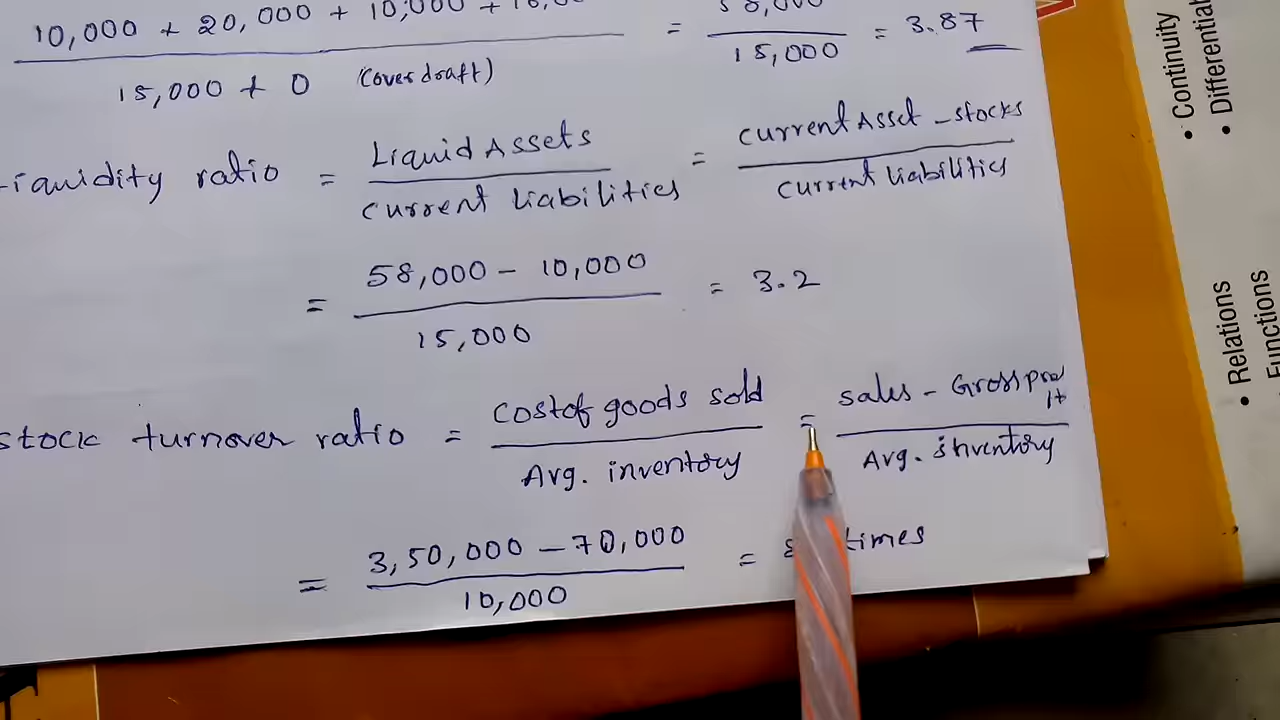 10,000 + 20,000 + 10,000 +
15,000 + 0 (overdraft) = 15,000 = 3.87
ratio = Liquid Assets / current liabilities = current Asset - stocks / current liabilities
= 58,000 - 10,000 / 15,000 = 3.2
stock turnover ratio = cost of goods sold / Avg. inventory = sales - Gross profit / Avg. inventory
= 3,50,000 - 70,000 / 10,000 = times
• Continuity
• Differentiabi
• Relations
Functions